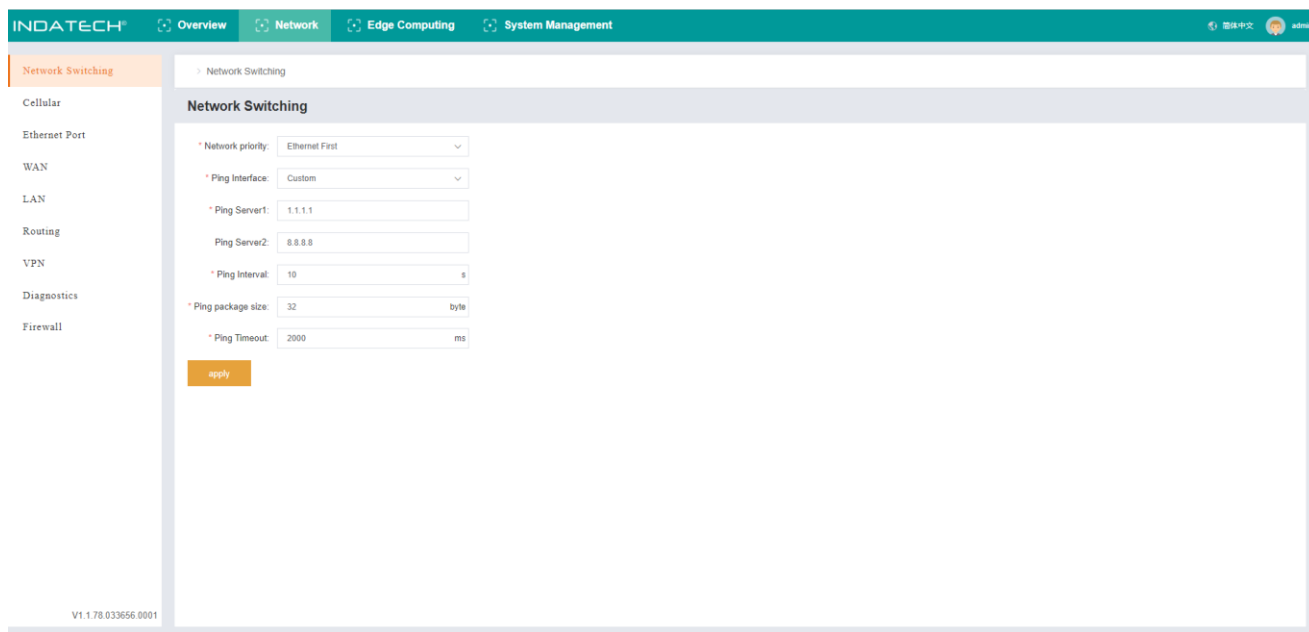 INDATECH® Overview Network Edge Computing System Management 简体中文 admi
Network Switching
Cellular
Ethernet Port
WAN
LAN
Routing
VPN
Diagnostics
Firewall
V1.1.78.033656.0001
> Network Switching
Network Switching
* Network priority: Ethernet First
* Ping Interface: Custom
* Ping Server1: 1.1.1.1
Ping Server2: 8.8.8.8
* Ping Interval: 10 s
* Ping package size: 32 byte
* Ping Timeout: 2000 ms
apply